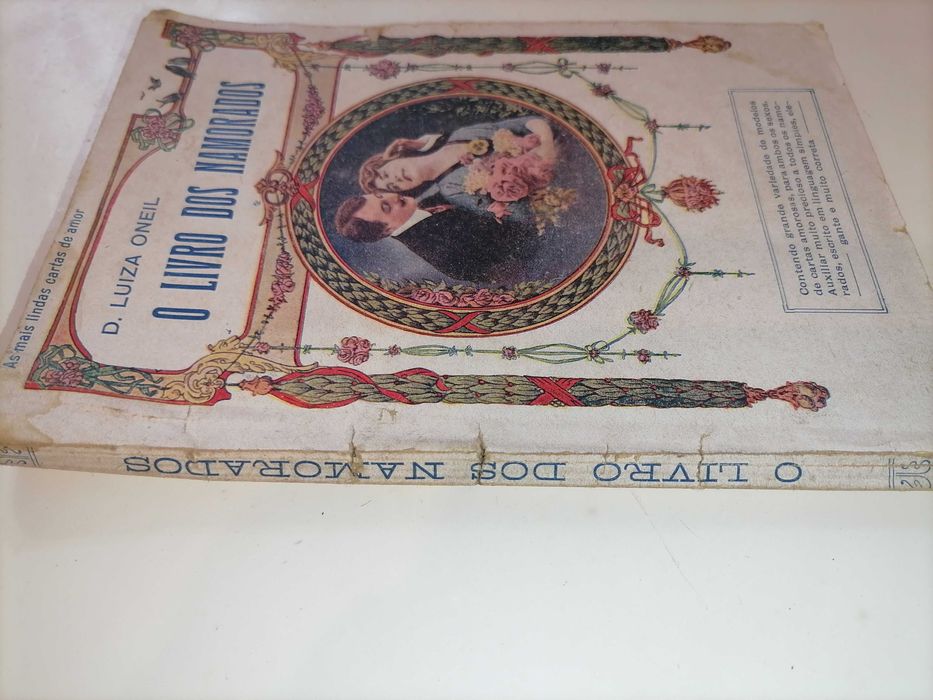 As mais lindas cartas de amor
D. LUIZA ONEIL
O LIVRO DOS NAMORADOS
Contendo grande variedade de modelos
de cartas amorosas, para ambos os sexos.
Auxiliar muito precioso a todos os namo-
rados, escrito em linguagem simples, ele-
gante e muito correta
O LIVRO DOS NAMORADOS